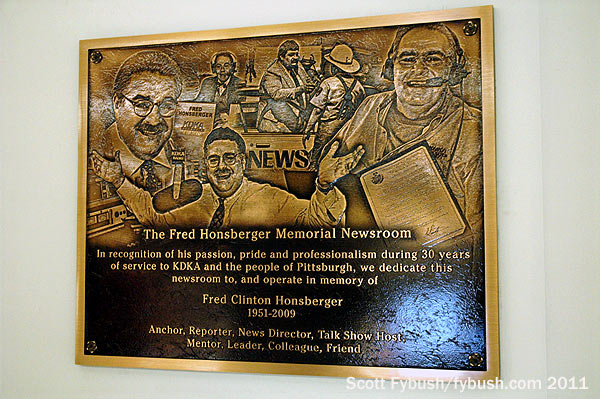 FRED
HONSBERGER
KDKA
KDKA
RADIO
NEWS
The Fred Honsberger Memorial Newsroom
In recognition of his passion, pride and professionalism during 30 years
of service to KDKA and the people of Pittsburgh, we dedicate this
newsroom to, and operate in memory of
Fred Clinton Honsberger
1951-2009
Anchor, Reporter, News Director, Talk Show Host,
Mentor, Leader, Colleague, Friend
Scott Fybush/fybush.com 2011